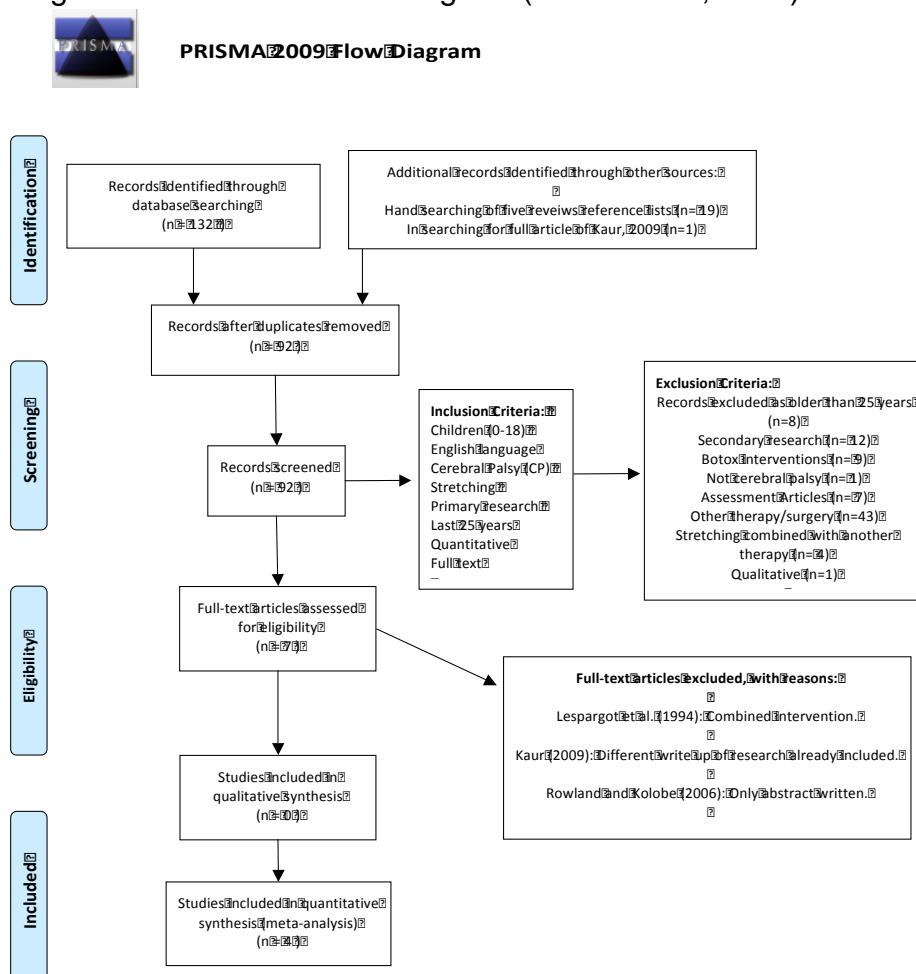 PRISMA
PRISMA 2009 Flow Diagram
Identification
Records identified through
database searching
(n = 132 )
Additional records identified through other sources:
Hand searching of five reveiws reference lists (n= 19)
In searching for full article of Kaur, 2009 (n=1)
Records after duplicates removed
(n = 92 )
Screening
Records screened
(n = 92 )
Inclusion Criteria:
Children (0-18)
English language
Cerebral Palsy (CP)
Stretching
Primary research
Last 25 years
Quantitative
Full text
Exclusion Criteria:
Records excluded as older than 25 years
(n=8)
Secondary research (n= 12)
Botox Interventions (n= 9)
Not cerebral palsy (n= 1)
Assessment Articles (n= 7)
Other therapy/surgery (n=43)
Stretching combined with another
therapy (n= 4)
Qualitative (n=1)
Eligibility
Full-text articles assessed
for eligibility
(n = 7 )
Full-text articles excluded, with reasons:
Lespargot et al. (1994): Combined Intervention.
Kaur (2009): Different write up of research already included.
Rowland and Kolobe (2006): Only abstract written.
Studies included in
qualitative synthesis
(n = 0 )
Included
Studies included in quantitative
synthesis (meta-analysis)
(n = 4 )